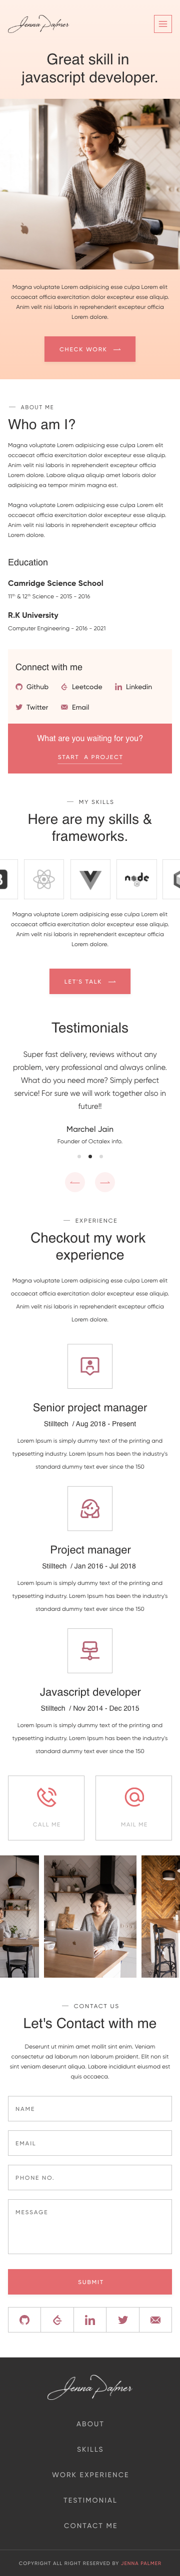 Jenna Palmer
Great skill in
javascript developer.
Magna voluptate Lorem adipisicing esse culpa Lorem elit
occaecat officia exercitation dolor excepteur esse aliquip.
Anim velit nisi laboris in reprehenderit excepteur officia
Lorem dolore.
CHECK WORK
ABOUT ME
Who am I?
Magna voluptate Lorem adipisicing esse culpa Lorem elit
occaecat officia exercitation dolor excepteur esse aliquip.
Anim velit nisi laboris in reprehenderit excepteur officia
Lorem dolore. Labore aliqua aliquip amet laboris dolor
adipisicing ea tempor minim magna est.
Magna voluptate Lorem adipisicing esse culpa Lorem elit
occaecat officia exercitation dolor excepteur esse aliquip.
Anim velit nisi laboris in reprehenderit excepteur officia
Lorem dolore.
Education
Camridge Science School
11th & 12th Science - 2015 - 2016
R.K University
Computer Engineering - 2016 - 2021
Connect with me
Github
Leetcode
Linkedin
Twitter
Email
What are you waiting for you?
START A PROJECT
MY SKILLS
Here are my skills &
frameworks.
node
Magna voluptate Lorem adipisicing esse culpa Lorem elit
occaecat officia exercitation dolor excepteur esse aliquip.
Anim velit nisi laboris in reprehenderit excepteur officia
Lorem dolore.
LET'S TALK
Testimonials
Super fast delivery, reviews without any
problem, very professional and always online.
What do you need more? Simply perfect
service! For sure we will work together also in
future!!
Marchel Jain
Founder of Octalex info.
EXPERIENCE
Checkout my work
experience
Magna voluptate Lorem adipisicing esse culpa Lorem elit
occaecat officia exercitation dolor excepteur esse aliquip.
Anim velit nisi laboris in reprehenderit excepteur officia
Lorem dolore.
Senior project manager
Stilltech / Aug 2018 - Present
Lorem Ipsum is simply dummy text of the printing and
typesetting industry. Lorem Ipsum has been the industry's
standard dummy text ever since the 150
Project manager
Stilltech / Jan 2016 - Jul 2018
Lorem Ipsum is simply dummy text of the printing and
typesetting industry. Lorem Ipsum has been the industry's
standard dummy text ever since the 150
Javascript developer
Stilltech / Nov 2014 - Dec 2015
Lorem Ipsum is simply dummy text of the printing and
typesetting industry. Lorem Ipsum has been the industry's
standard dummy text ever since the 150
CALL ME
MAIL ME
CONTACT US
Let's Contact with me
Deserunt ut minim amet mollit sint enim. Veniam
consectetur ad laborum non laborum proident. Elit non sit
sint veniam deserunt aliqua. Labore incididunt eiusmod est
quis occaeca.
NAME
EMAIL
PHONE NO.
MESSAGE
SUBMIT
Jenna Palmer
ABOUT
SKILLS
WORK EXPERIENCE
TESTIMONIAL
CONTACT ME
COPYRIGHT ALL RIGHT RESERVED BY JENNA PALMER